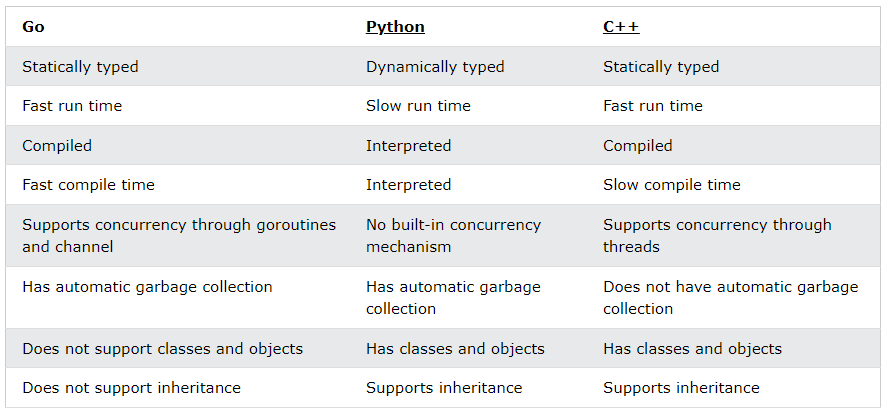 Go Python C++
Statically typed Dynamically typed Statically typed
Fast run time Slow run time Fast run time
Compiled Interpreted Compiled
Fast compile time Interpreted Slow compile time
Supports concurrency through goroutines No built-in concurrency Supports concurrency through
and channel mechanism threads
Has automatic garbage collection Has automatic garbage Does not have automatic garbage
collection collection
Does not support classes and objects Has classes and objects Has classes and objects
Does not support inheritance Supports inheritance Supports inheritance